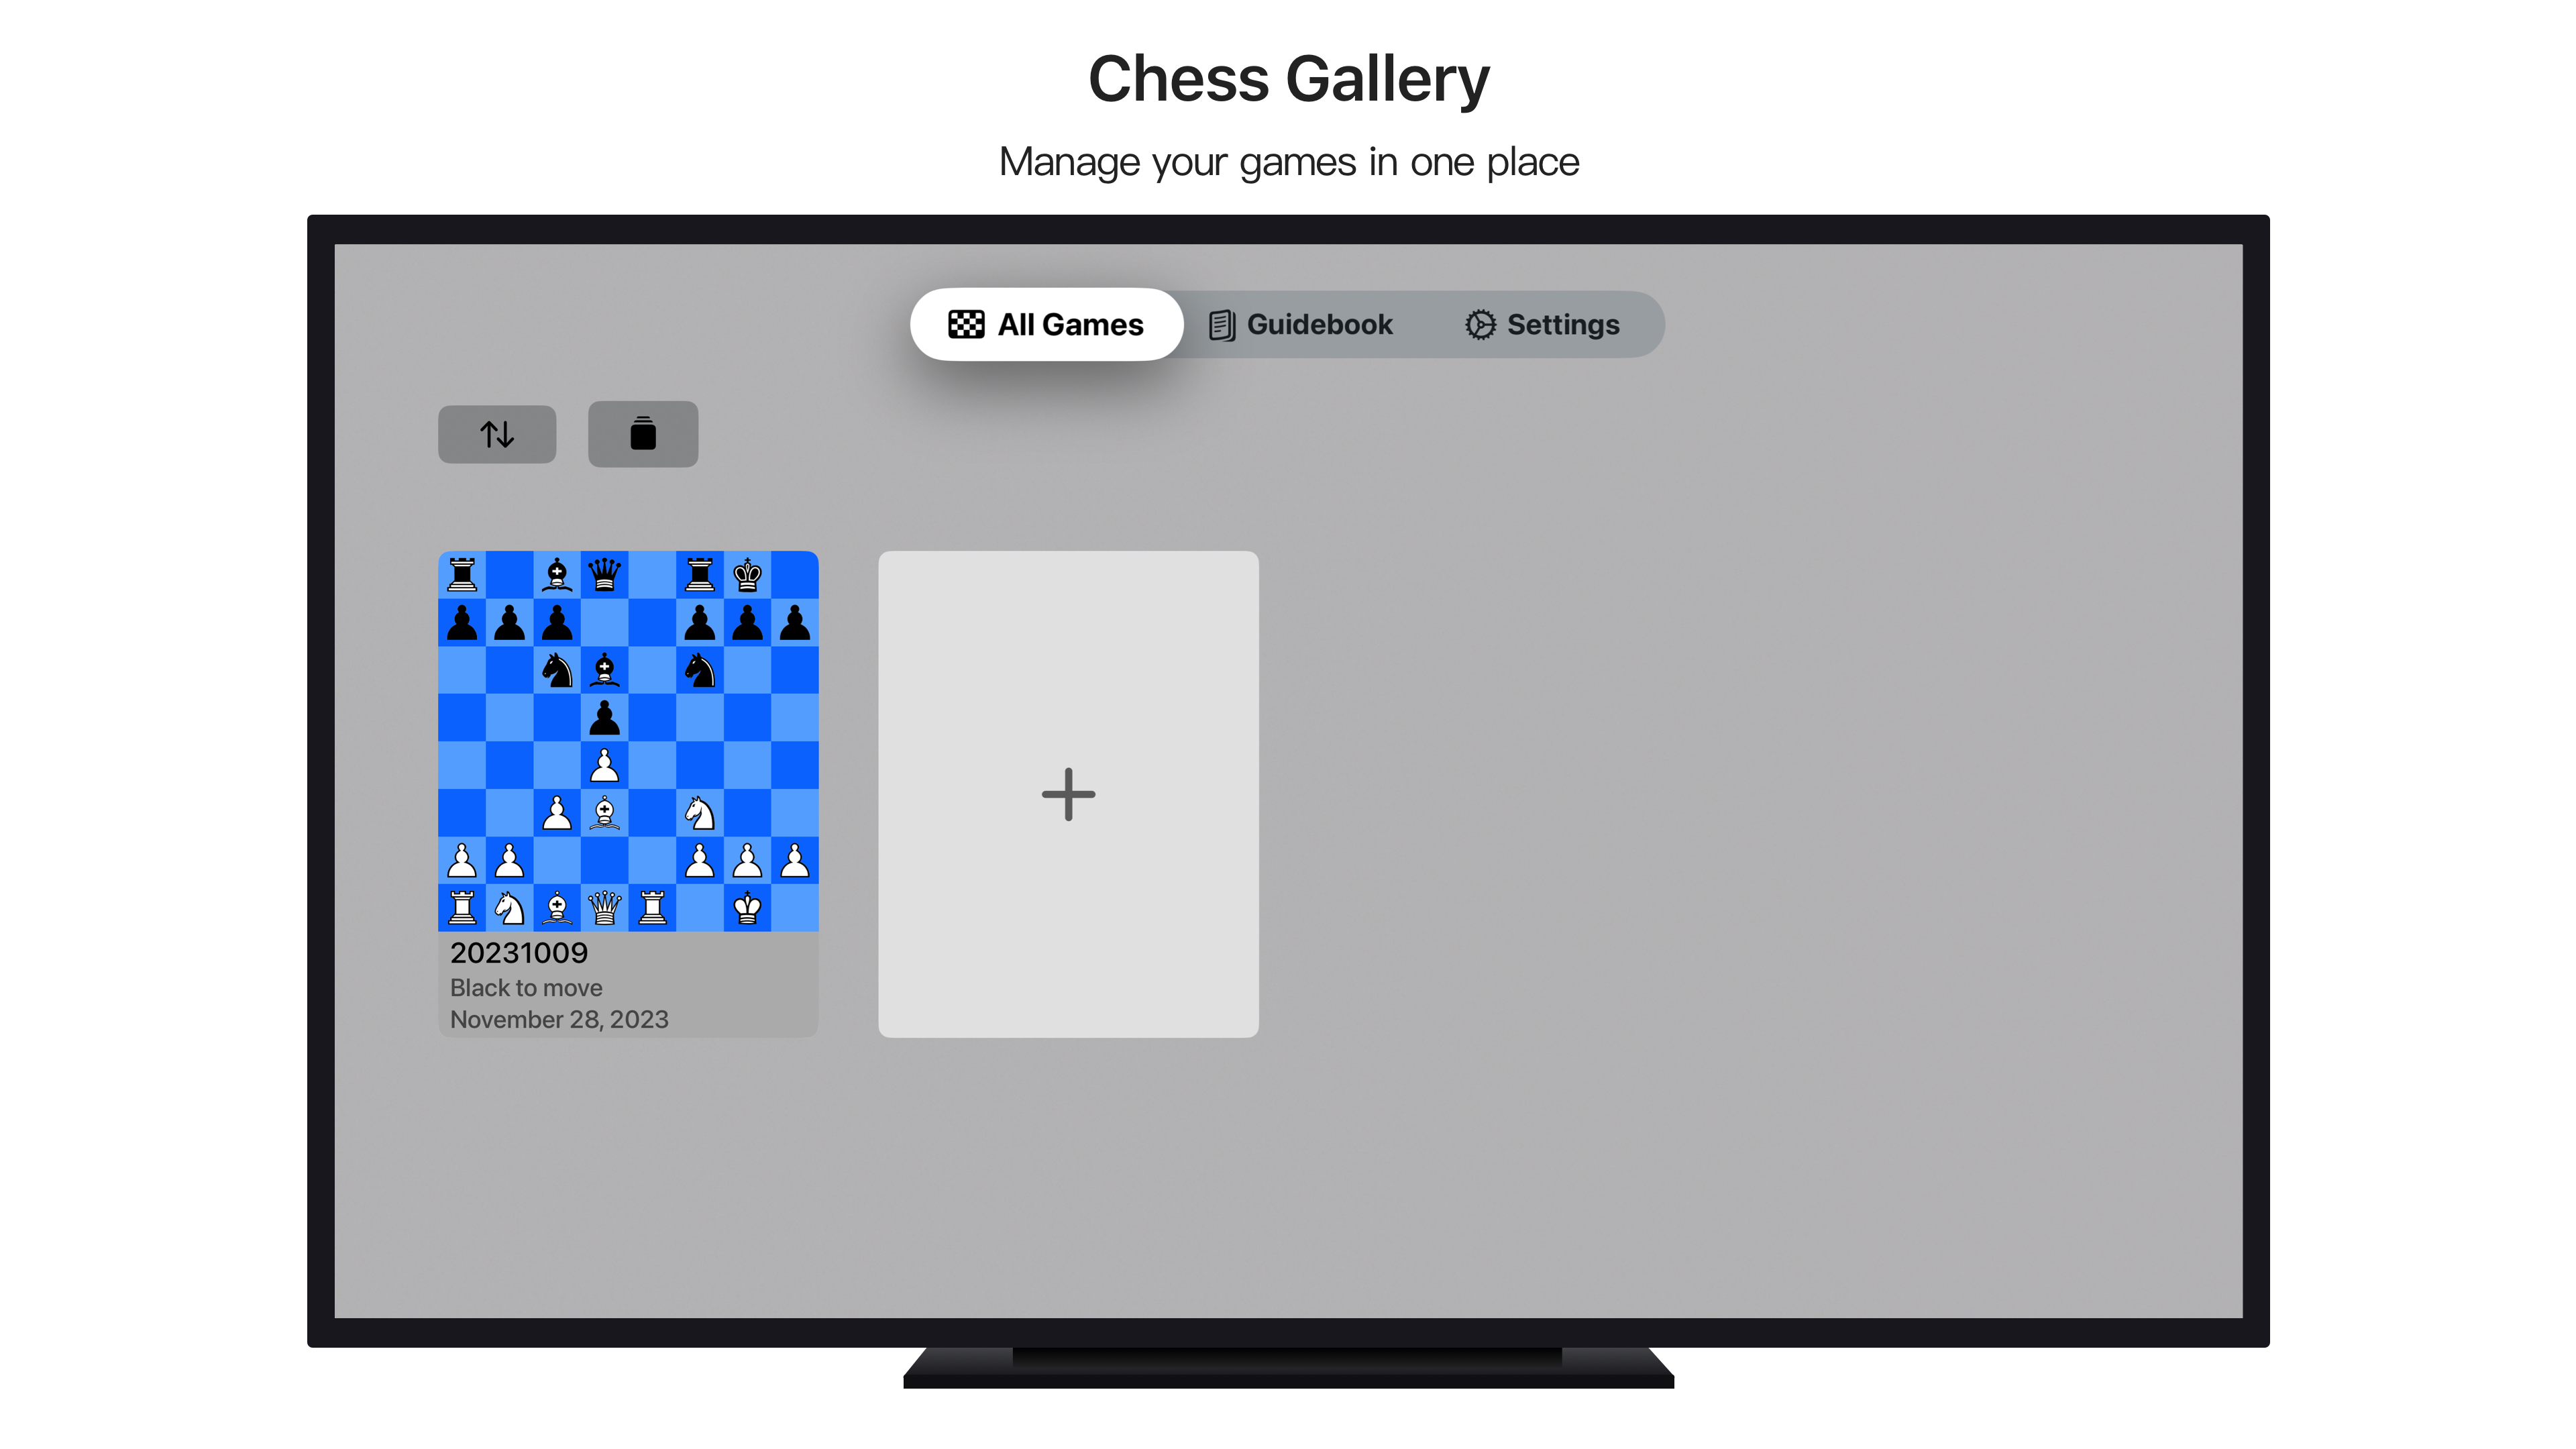 Chess Gallery
Manage your games in one place
All Games Guidebook Settings
20231009
Black to move
November 28, 2023